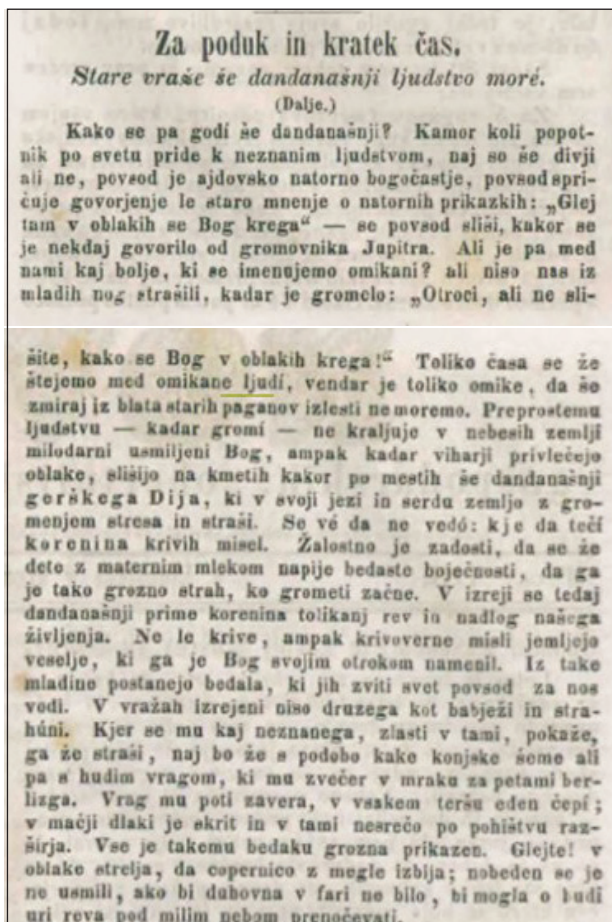 Za poduk in kratek čas.
Stare vraže še dandanašnji ljudstvo moré.
(Dalje.)
Kako se pa godí še dandanašnji? Kamor koli popot-
nik po svetu pride k neznanim ljudstvom, naj so še divji
ali ne, povsod je ajdovsko natorno bogočastje, povsod spri-
čuje govorjenje le staro mnenje o natornih prikazkih: „Glej
tam v oblakih se Bog krega“ — se povsod sliši, kakor se
je nekdaj govorilo od gromovnika Jupitra. Ali je pa med
nami kaj bolje, ki se imenujemo omikani? ali niso nas iz
mladih nog strašili, kadar je gromelo: „Otroci, ali ne sli-
šite, kako se Bog v oblakih krega!“ Toliko časa se že
štejemo med omikane ljudí, vendar je toliko omike, da še
zmiraj iz blata starih paganov izlesti ne moremo. Preprostemu
ljudstvu — kadar gromí — ne kraljuje v nebesih zemlji
milodarni usmiljeni Bog, ampak kadar viharji privlečejo
oblake, slišijo na kmetih kakor po mestih še dandanašnji
gerškega Dija, ki v svoji jezi in serdu zemljo z gro-
menjem stresa in straši. Se vé da ne vedó: kje da tečí
korenina krivih misel. Žalostno je zadosti, da se že
dete z maternim mlekom napije bedaste boječnosti, da ga
je tako grozno strah, ko grometi začne. V izreji se tedaj
dandanašnji prime korenina tolikanj rev in nadlog našega
življenja. Ne le krive, ampak krivoverne misli jemljejo
veselje, ki ga je Bog svojim otrokom namenil. Iz take
mladine postanejo bedala, ki jih zviti svet povsod za nos
vodi. V vražah izrejeni niso druzega kot babježi in stra-
húni. Kjer se mu kaj neznanega, zlasti v tami, pokaže,
ga že straši, naj bo že s podobo kake konjske šeme ali
pa s hudim vragom, ki mu zvečer v mraku za petami ber-
lizga. Vrag mu poti zavera, v vsakem teršu eden čepí;
v mačji dlaki je skrit in v tami nesrečo po pohištvu raz-
širja. Vse je takemu bedaku grozna prikazen. Glejte! v
oblake strelja, da copernico z megle izbija; nobeden se je
ne usmili, ako bi duhovna v fari ne bilo, bi mogla o hudi
uri reva pod milim nebom prenočevati.